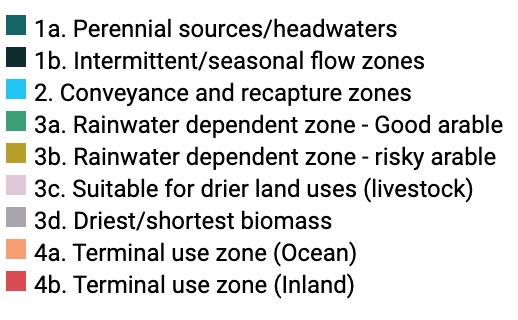 1a. Perennial sources/headwaters
1b. Intermittent/seasonal flow zones
2. Conveyance and recapture zones
3a. Rainwater dependent zone - Good arable
3b. Rainwater dependent zone - risky arable
3c. Suitable for drier land uses (livestock)
3d. Driest/shortest biomass
4a. Terminal use zone (Ocean)
4b. Terminal use zone (Inland)